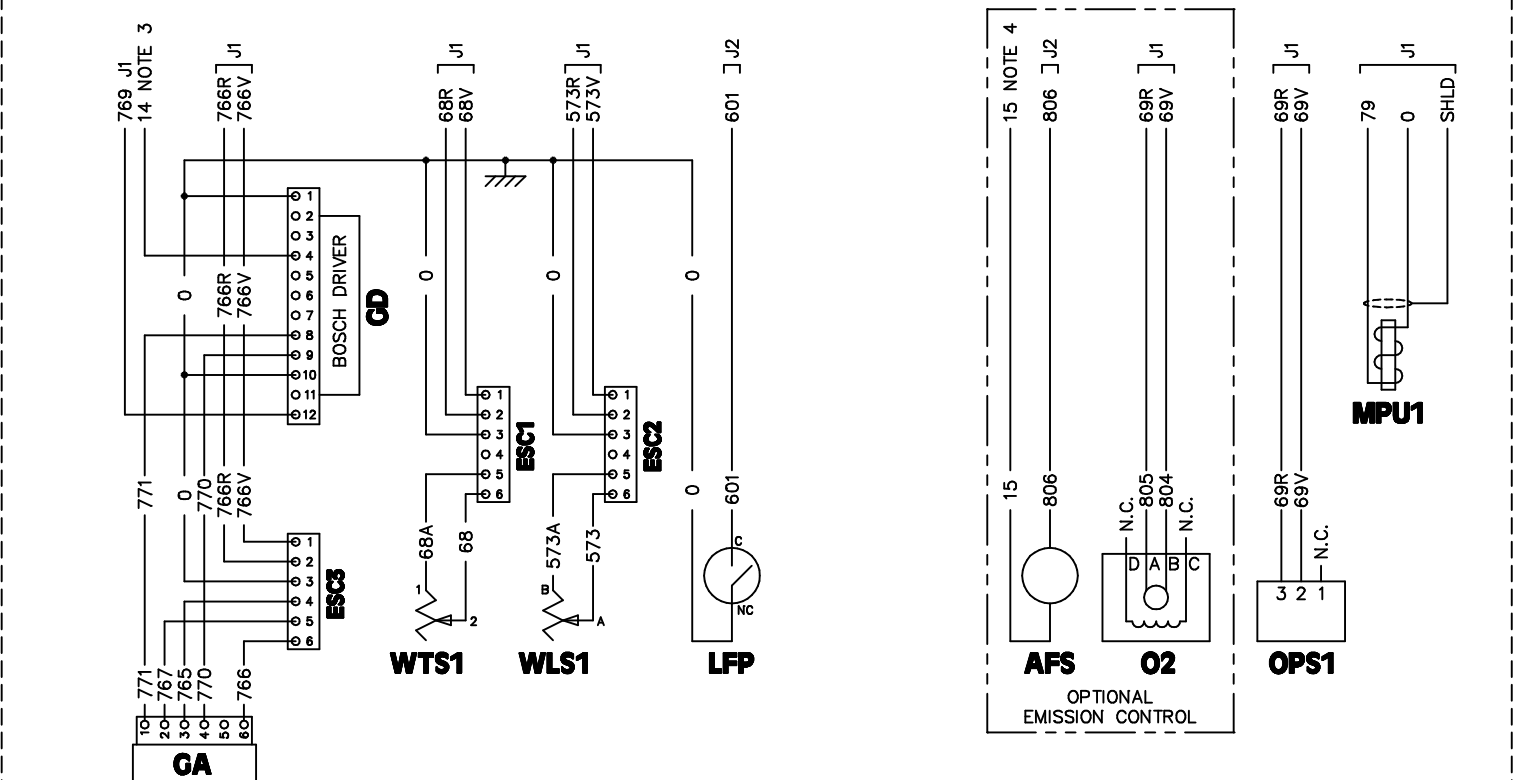 769 J1
14 NOTE 3
J1
766R
766V
J1
68R
68V
J1
573R
573V
J2
601
15 NOTE 4
J2
806
J1
69R
69V
J1
69R
69V
J1
79
0
SHLD
1
2
3
4
5
6
7
8
9
10
11
12
BOSCH DRIVER
GD
0
766R
766V
0
0
0
1
2
3
4
5
6
ESC1
1
2
3
4
5
6
ESC2
MPU1
771
0
770
766R
766V
0
601
15
806
N.C.
805
804
N.C.
69R
69V
N.C.
1
2
3
4
5
6
ESC3
68A
68
573A
573
1
2
B
A
C
NC
D A B C
3 2 1
WTS1
WLS1
LFP
AFS
O2
OPS1
771
767
765
770
766
OPTIONAL
EMISSION CONTROL
1
2
3
4
5
6
GA